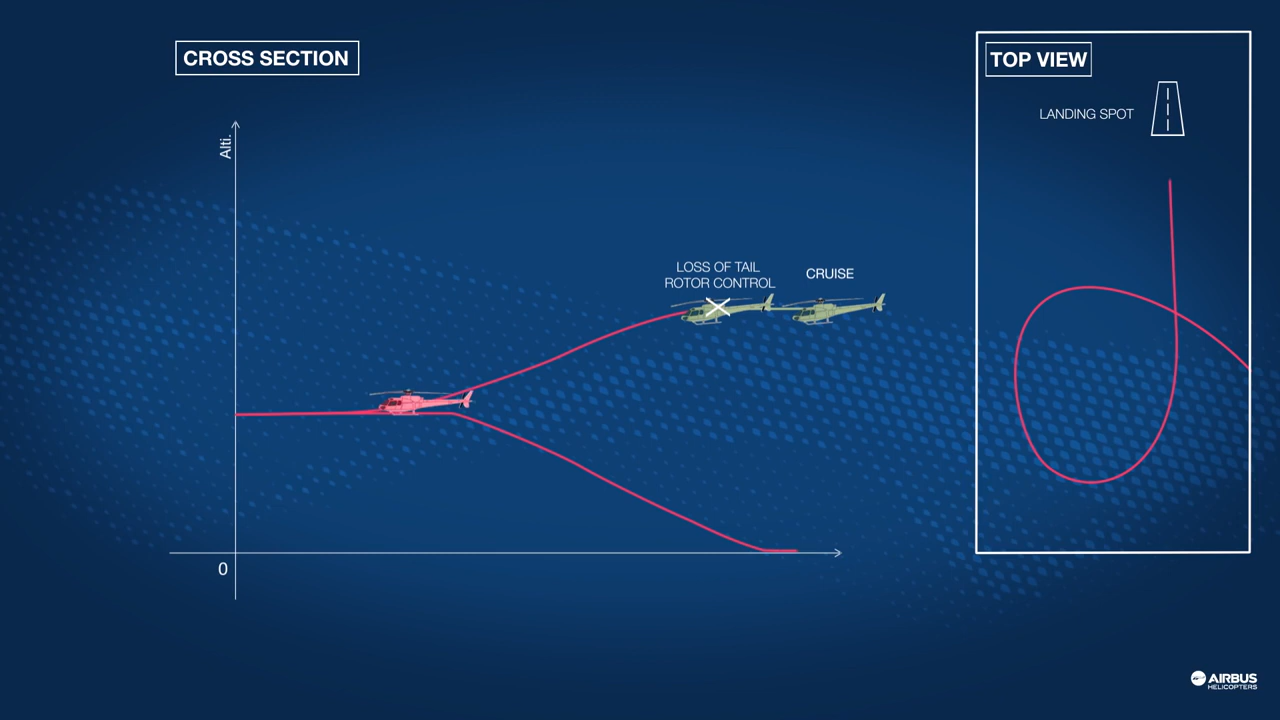 CROSS SECTION
TOP VIEW
LANDING SPOT
Alti.
LOSS OF TAIL
ROTOR CONTROL
CRUISE
0
AIRBUS
HELICOPTERS